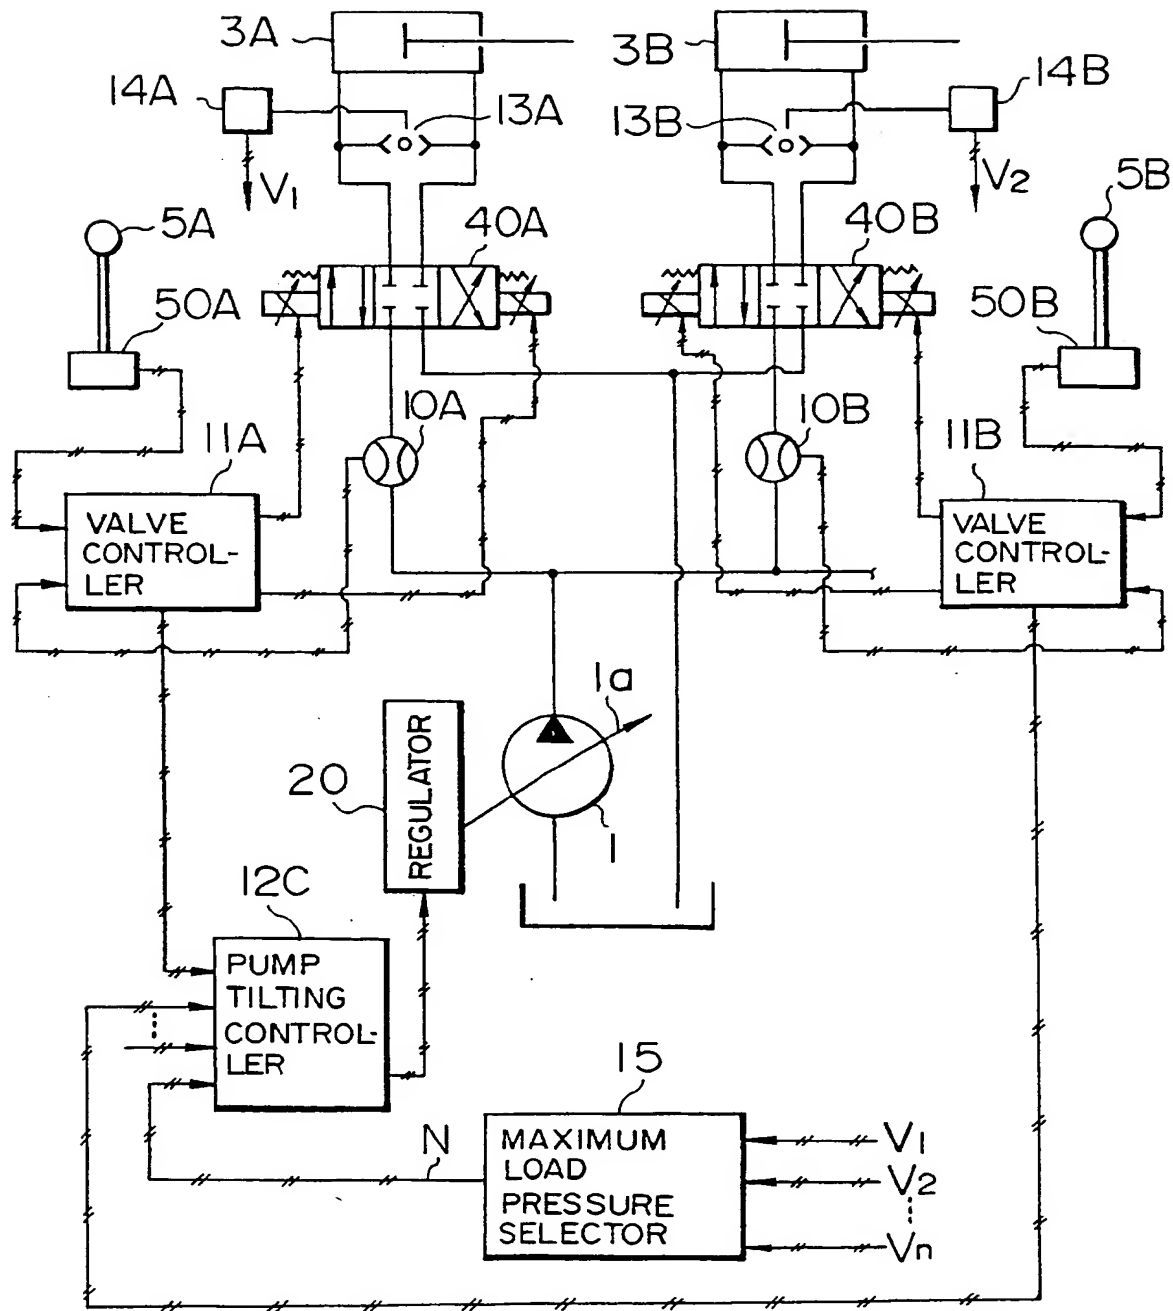 3A
3B
14A
13A
13B
14B
V1
V2
5A
5B
40A
40B
50A
50B
10A
10B
11A
11B
VALVE
CONTROL-
LER
VALVE
CONTROL-
LER
1a
20
REGULATOR
1
12C
PUMP
TILTING
CONTROL-
LER
15
N
MAXIMUM
LOAD
PRESSURE
SELECTOR
V1
V2
Vn